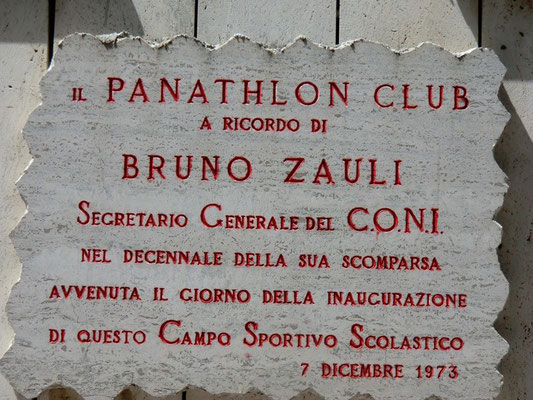 IL PANATHLON CLUB
A RICORDO DI
BRUNO ZAULI
SEGRETARIO GENERALE DEL C.O.N.I.
NEL DECENNALE DELLA SUA SCOMPARSA
AVVENUTA IL GIORNO DELLA INAUGURAZIONE
DI QUESTO CAMPO SPORTIVO SCOLASTICO
7 DICEMBRE 1973